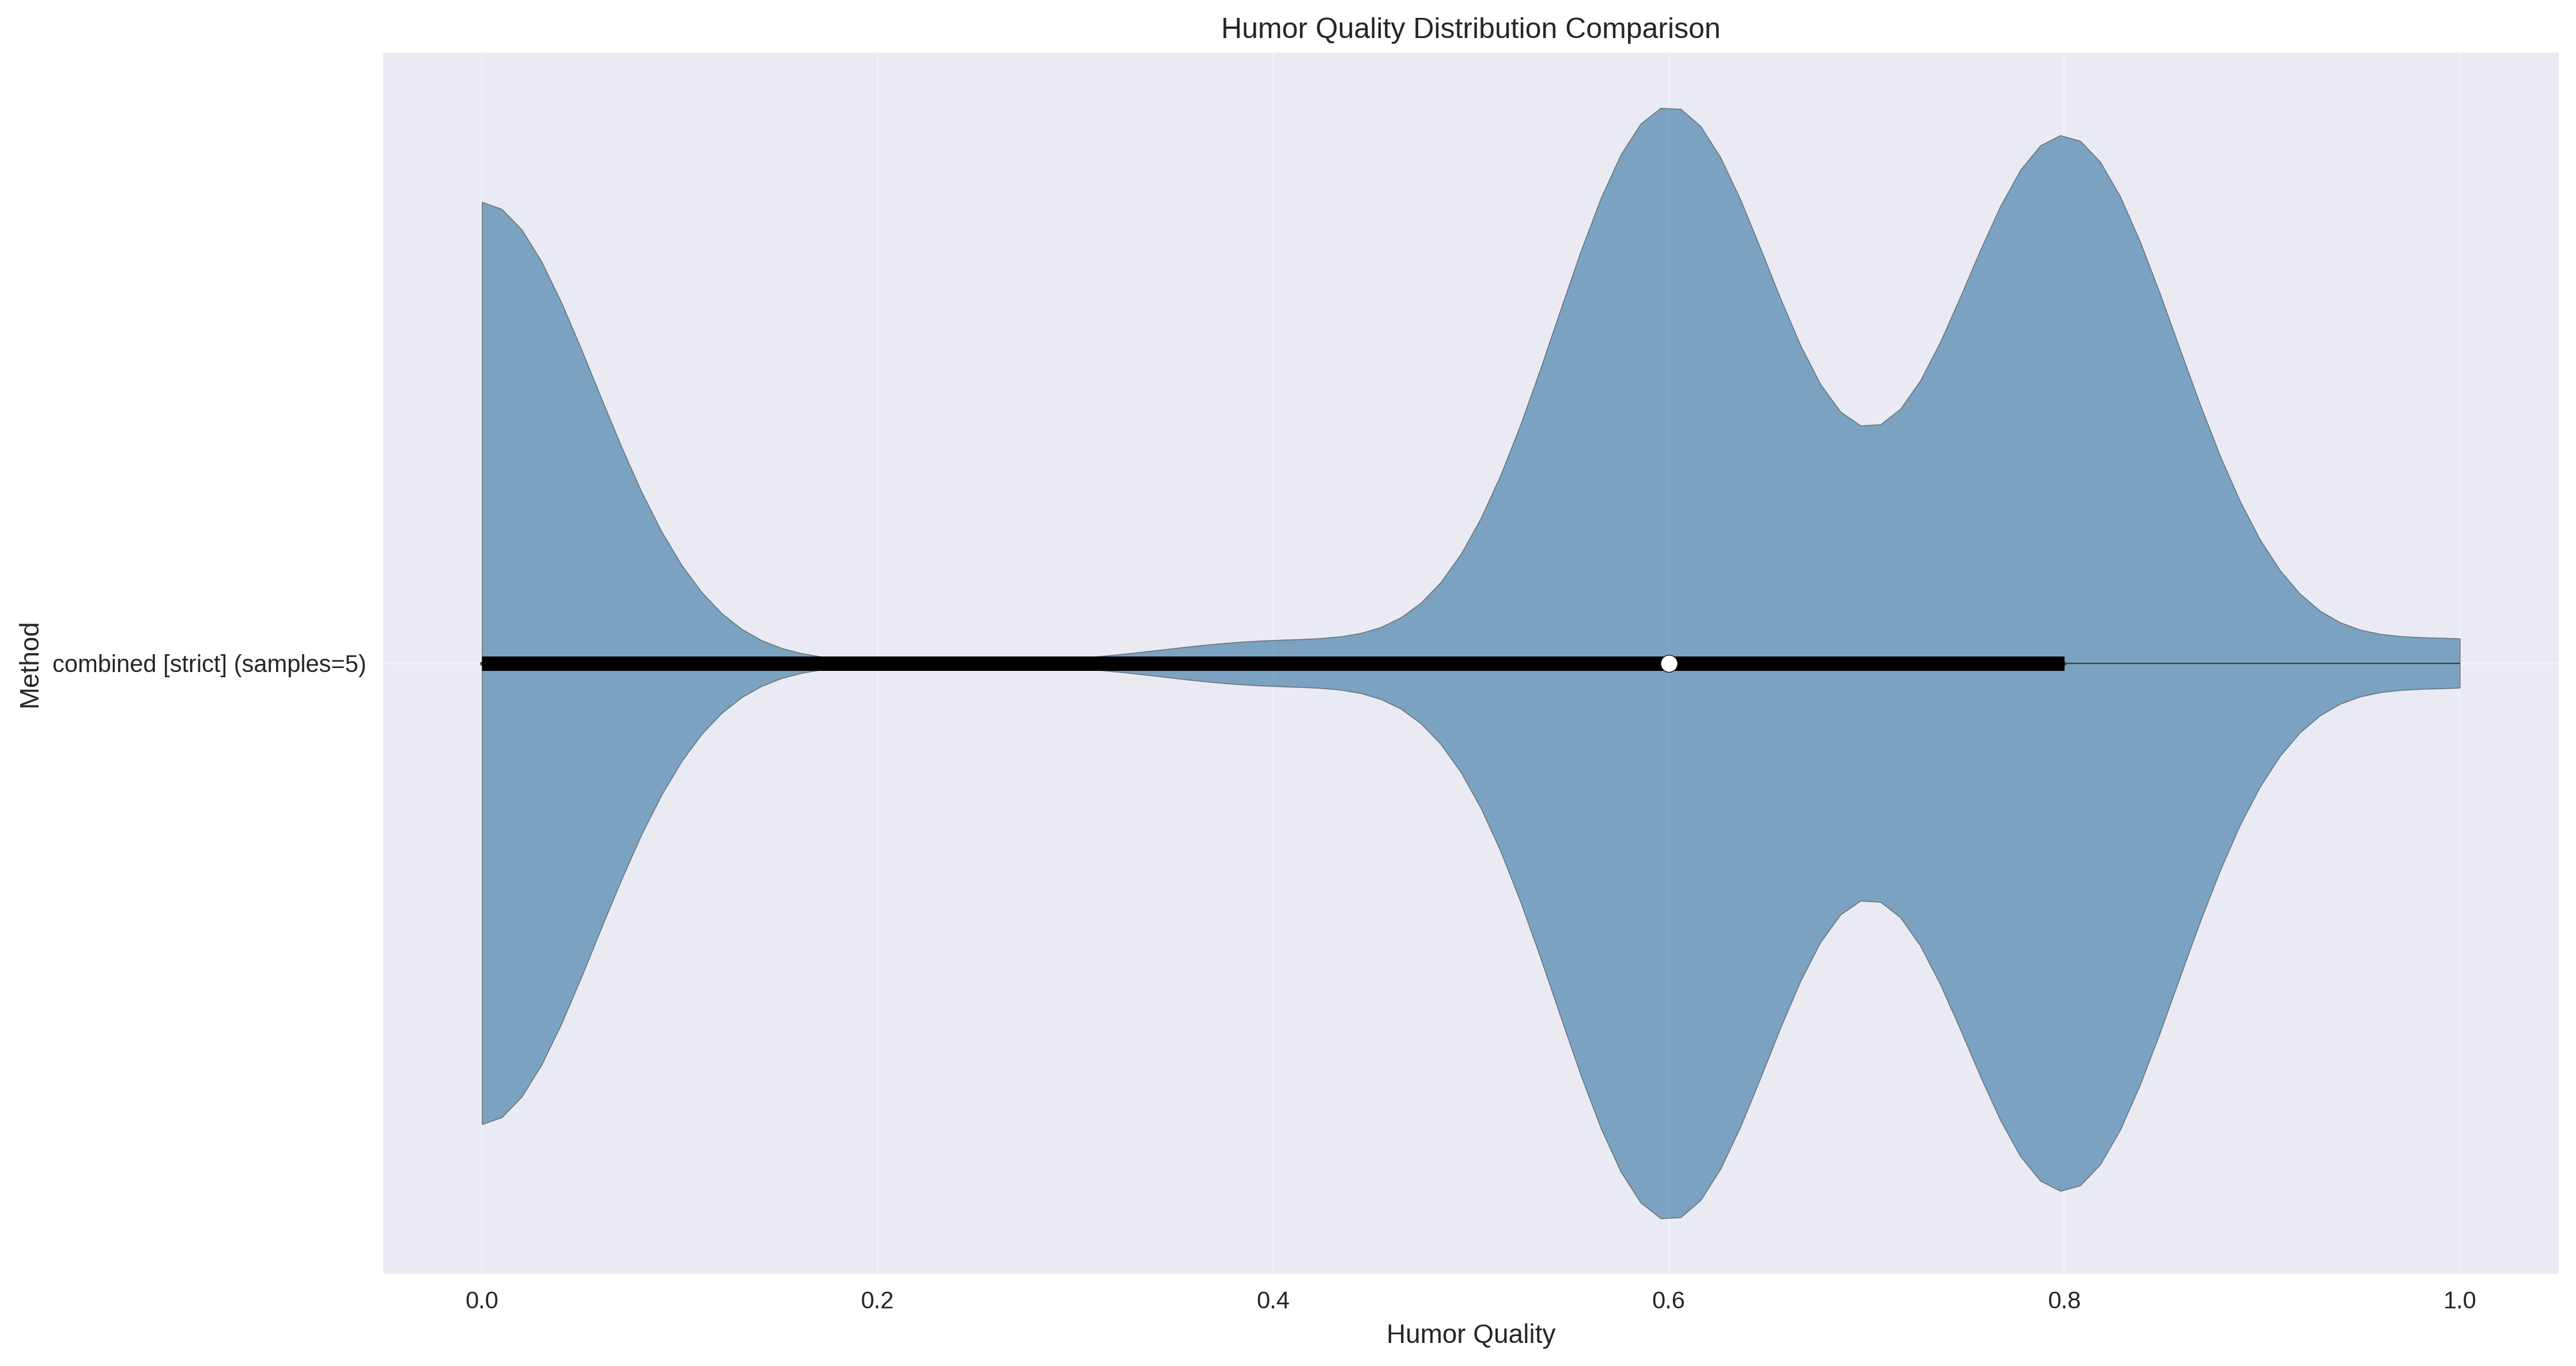 Humor Quality Distribution Comparison
Method
combined [strict] (samples=5)
0.0 0.2 0.4 0.6 0.8 1.0
Humor Quality